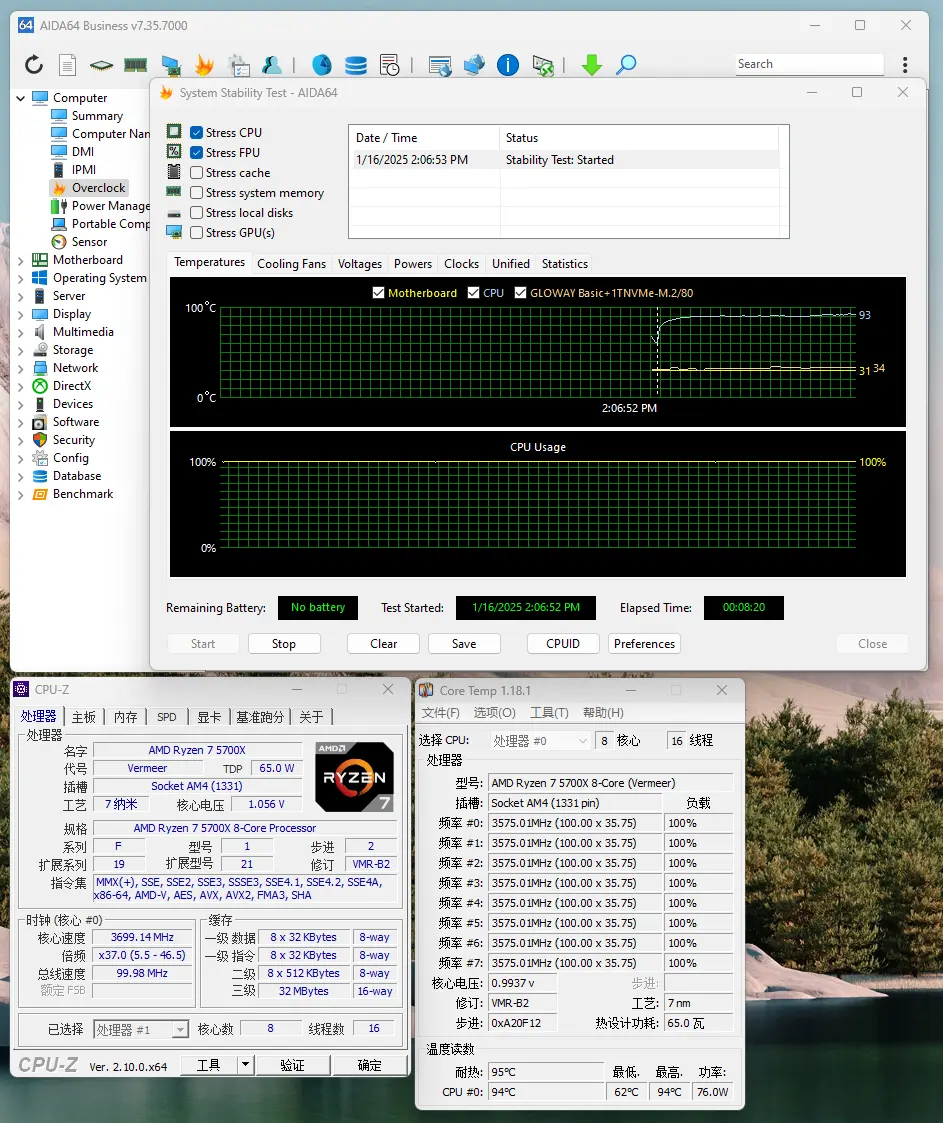 64 AIDA64 Business v7.35.7000
Search
Computer
Summary
Computer Nan
DMI
IPMI
Overclock
Power Manage
Portable Comp
Sensor
Motherboard
Operating System
Server
Display
Multimedia
Storage
Network
DirectX
Devices
Software
Security
Config
Database
Benchmark
System Stability Test - AIDA64
Stress CPU
Stress FPU
Stress cache
Stress system memory
Stress local disks
Stress GPU(s)
Date / Time Status
1/16/2025 2:06:53 PM Stability Test: Started
Temperatures Cooling Fans Voltages Powers Clocks Unified Statistics
Motherboard CPU GLOWAY Basic+1TNVMe-M.2/80
100°C 93
31 34
0°C
2:06:52 PM
CPU Usage
100% 100%
0%
Remaining Battery: No battery Test Started: 1/16/2025 2:06:52 PM Elapsed Time: 00:08:20
Start Stop Clear Save CPUID Preferences Close
CPU-Z
处理器 主板 内存 SPD 显卡 基准跑分 关于
处理器
名字 AMD Ryzen 7 5700X
代号 Vermeer TDP 65.0 W
插槽 Socket AM4 (1331)
工艺 7 纳米 核心电压 1.056 V
AMD RYZEN 7
规格 AMD Ryzen 7 5700X 8-Core Processor
系列 F 型号 1 步进 2
扩展系列 19 扩展型号 21 修订 VMR-B2
指令集 MMX(+), SSE, SSE2, SSE3, SSSE3, SSE4.1, SSE4.2, SSE4A,
x86-64, AMD-V, AES, AVX, AVX2, FMA3, SHA
时钟 (核心 #0)
核心速度 3699.14 MHz
倍频 x37.0 (5.5 - 46.5)
总线速度 99.98 MHz
额定 FSB
缓存
一级 数据 8 x 32 KBytes 8-way
一级 指令 8 x 32 KBytes 8-way
二级 8 x 512 KBytes 8-way
三级 32 MBytes 16-way
已选择 处理器 #1 核心数 8 线程数 16
CPU-Z Ver. 2.10.0.x64 工具 验证 确定
Core Temp 1.18.1
文件(F) 选项(O) 工具(T) 帮助(H)
选择 CPU: 处理器 #0 8 核心 16 线程
处理器
型号: AMD Ryzen 7 5700X 8-Core (Vermeer)
插槽: Socket AM4 (1331 pin) 负载
频率 #0: 3575.01MHz (100.00 x 35.75) 100%
频率 #1: 3575.01MHz (100.00 x 35.75) 100%
频率 #2: 3575.01MHz (100.00 x 35.75) 100%
频率 #3: 3575.01MHz (100.00 x 35.75) 100%
频率 #4: 3575.01MHz (100.00 x 35.75) 100%
频率 #5: 3575.01MHz (100.00 x 35.75) 100%
频率 #6: 3575.01MHz (100.00 x 35.75) 100%
频率 #7: 3575.01MHz (100.00 x 35.75) 100%
核心电压: 0.9937 v 步进:
修订: VMR-B2 工艺: 7 nm
步进: 0xA20F12 热设计功耗: 65.0 瓦
温度读数
耐热: 95°C 最低. 最高. 功率:
CPU #0: 94°C 62°C 94°C 76.0W